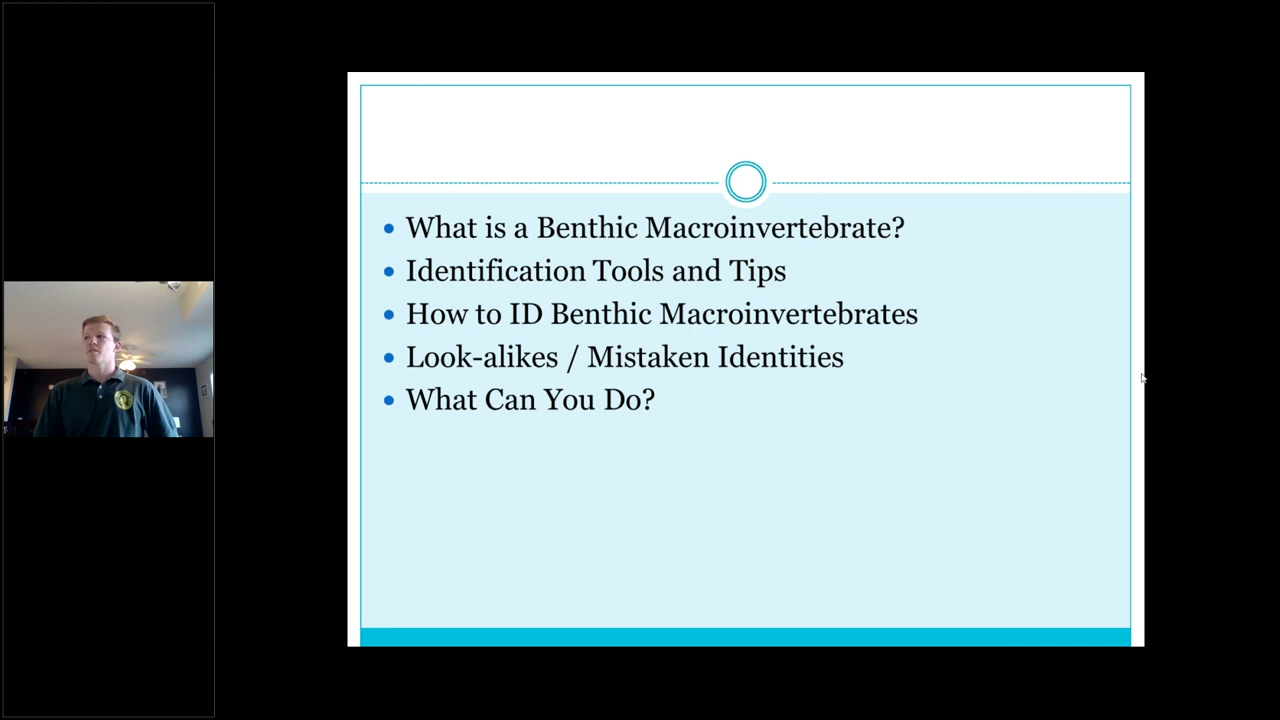 What is a Benthic Macroinvertebrate?
Identification Tools and Tips
How to ID Benthic Macroinvertebrates
Look-alikes / Mistaken Identities
What Can You Do?